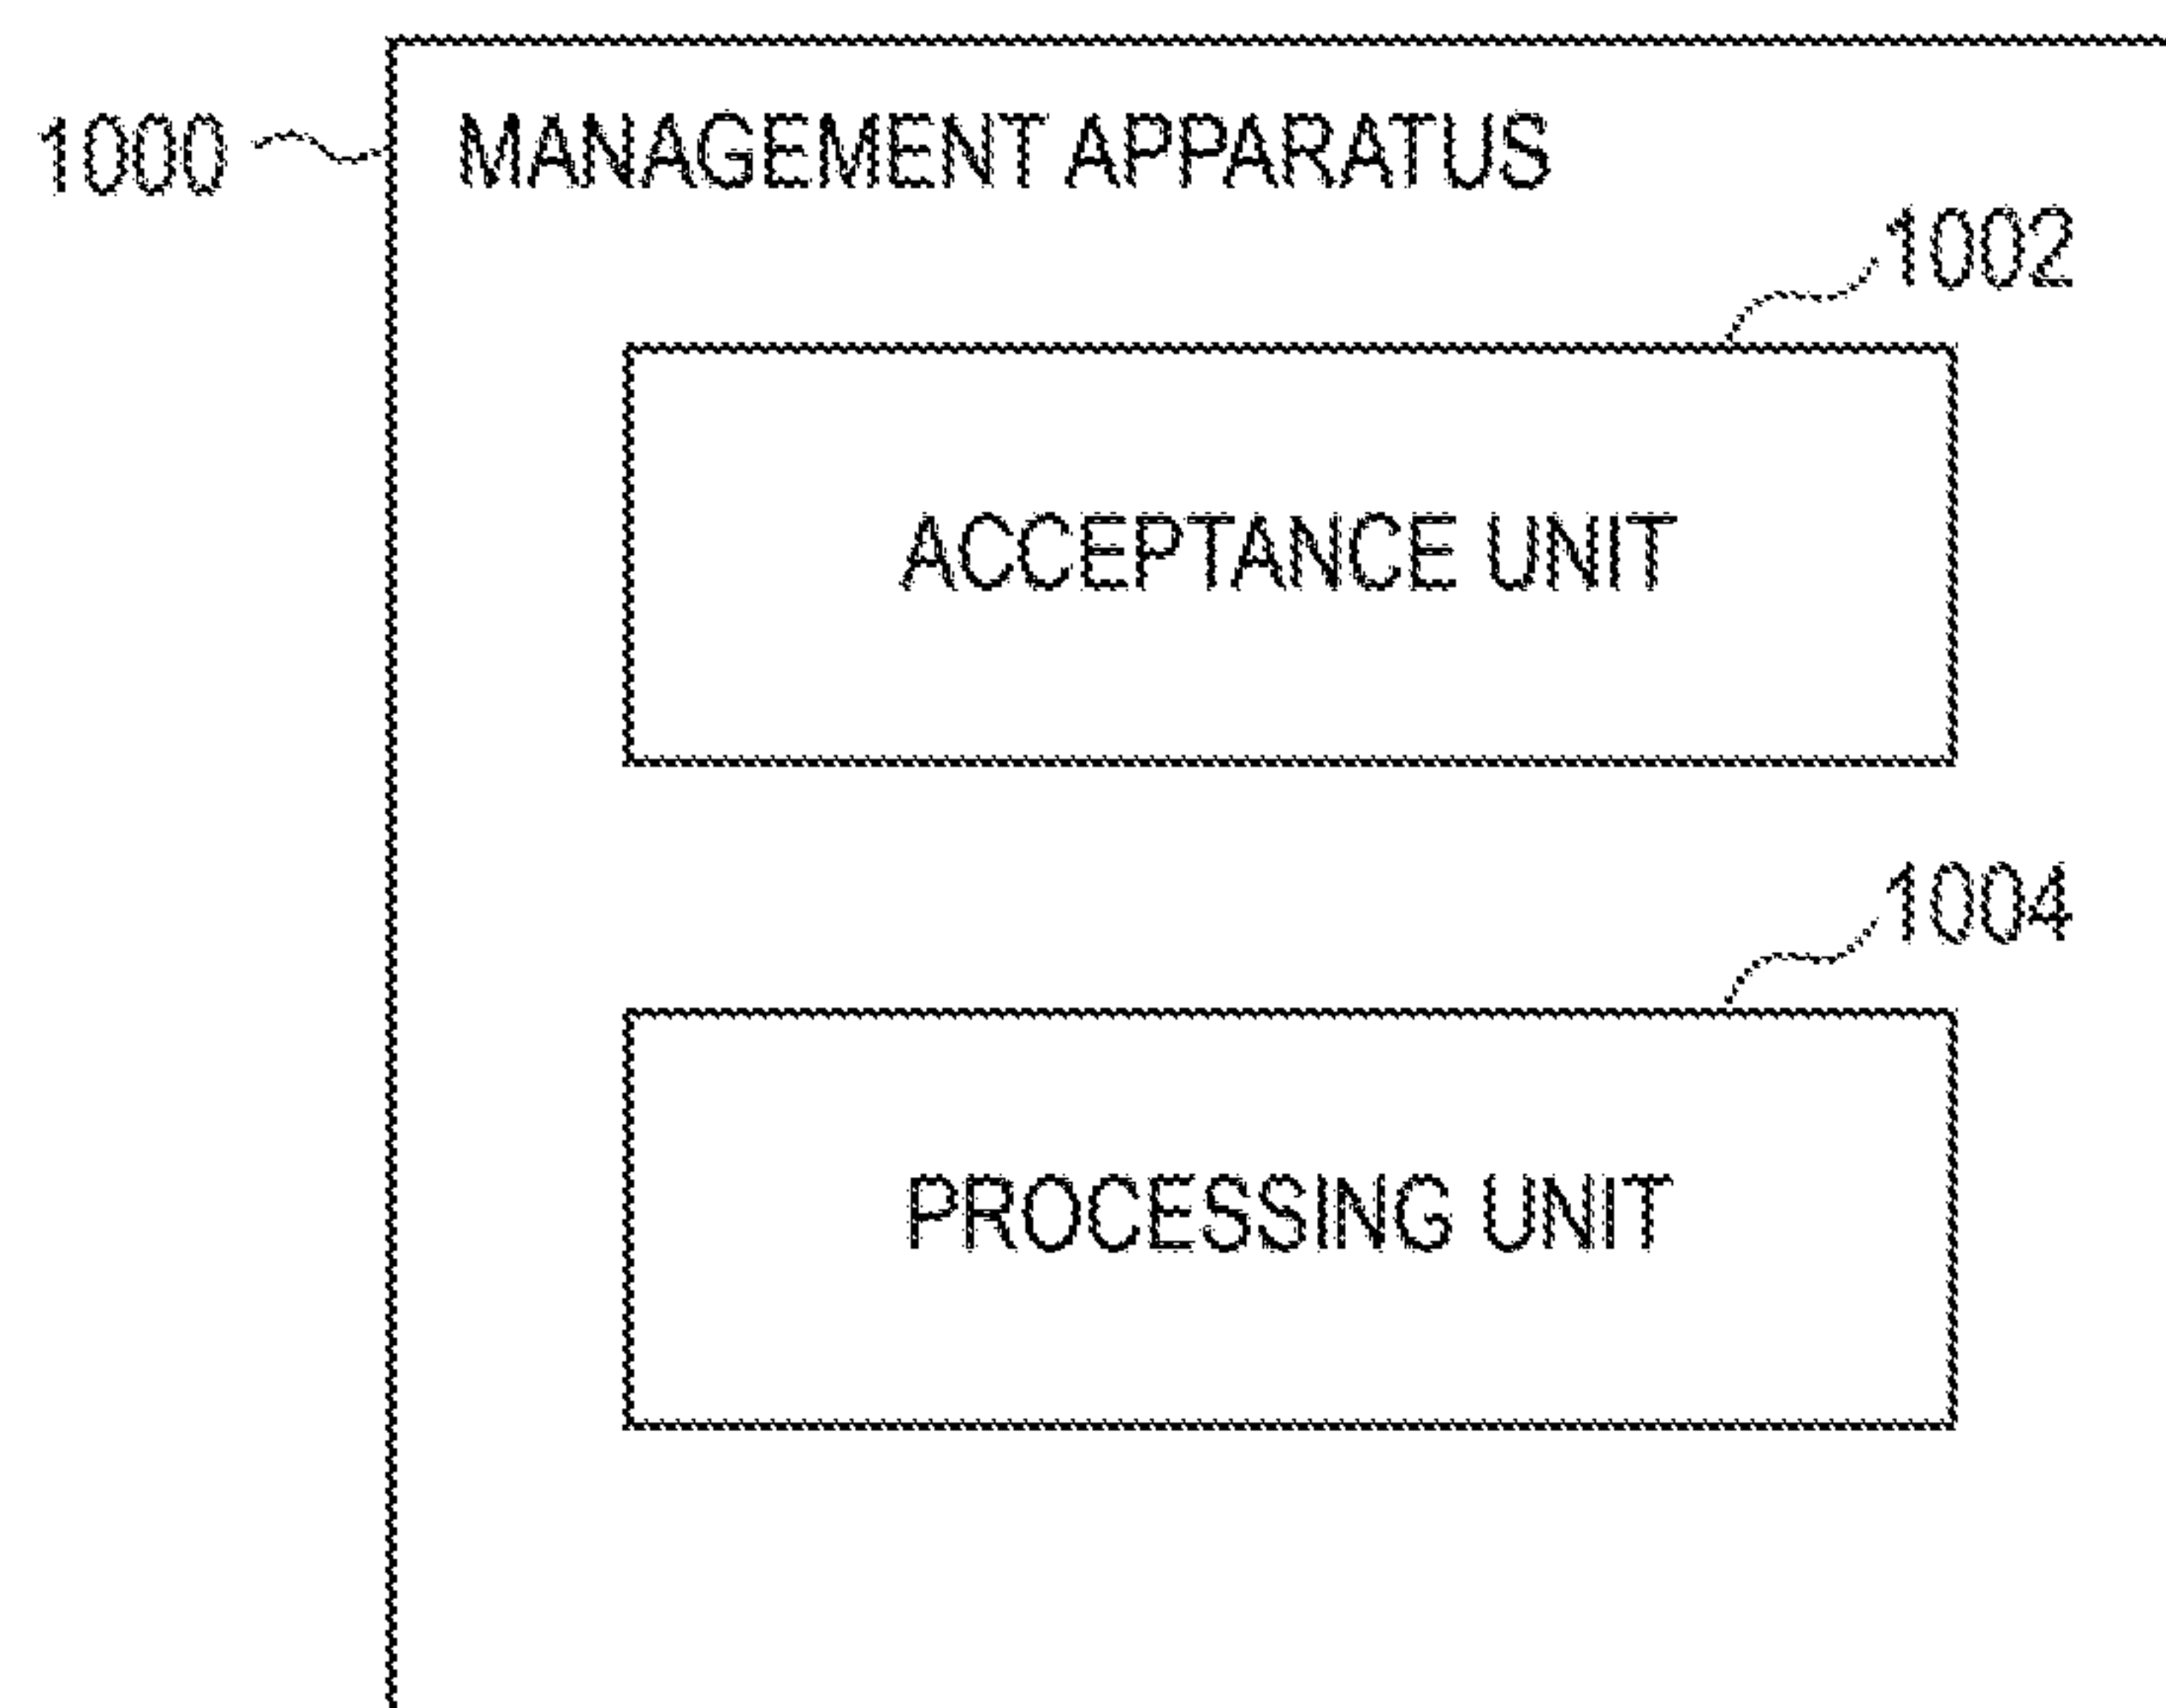 1000
MANAGEMENT APPARATUS
1002
ACCEPTANCE UNIT
1004
PROCESSING UNIT